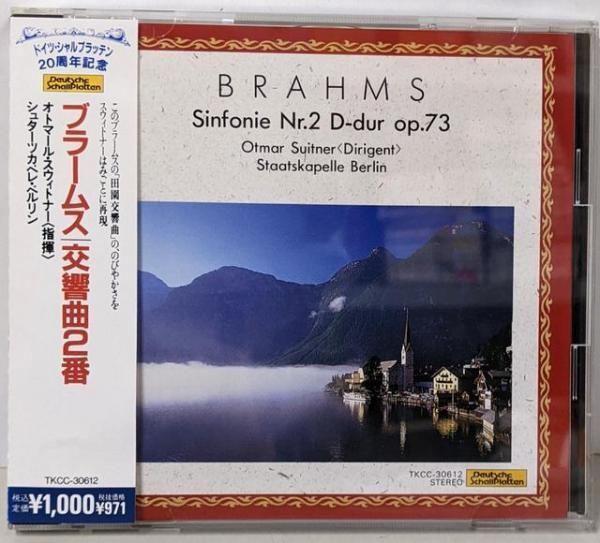 ドイツ・シャルプラッテン
20周年記念
Deutsche
SchallPlatten
ブラームス|交響曲2番
オトマール・スウィトナー〈指揮〉
シュターツカペレ・ベルリン
このブラームスの「田園交響曲」の、のびやかさを
スウィトナーはみごとに再現
TKCC-30612
税込
定価
¥1,000
税抜価格
¥971
BRAHMS
Sinfonie Nr.2 D-dur op.73
Otmar Suitner〈Dirigent〉
Staatskapelle Berlin
TKCC-30612
STEREO
Deutsche
SchallPlatten